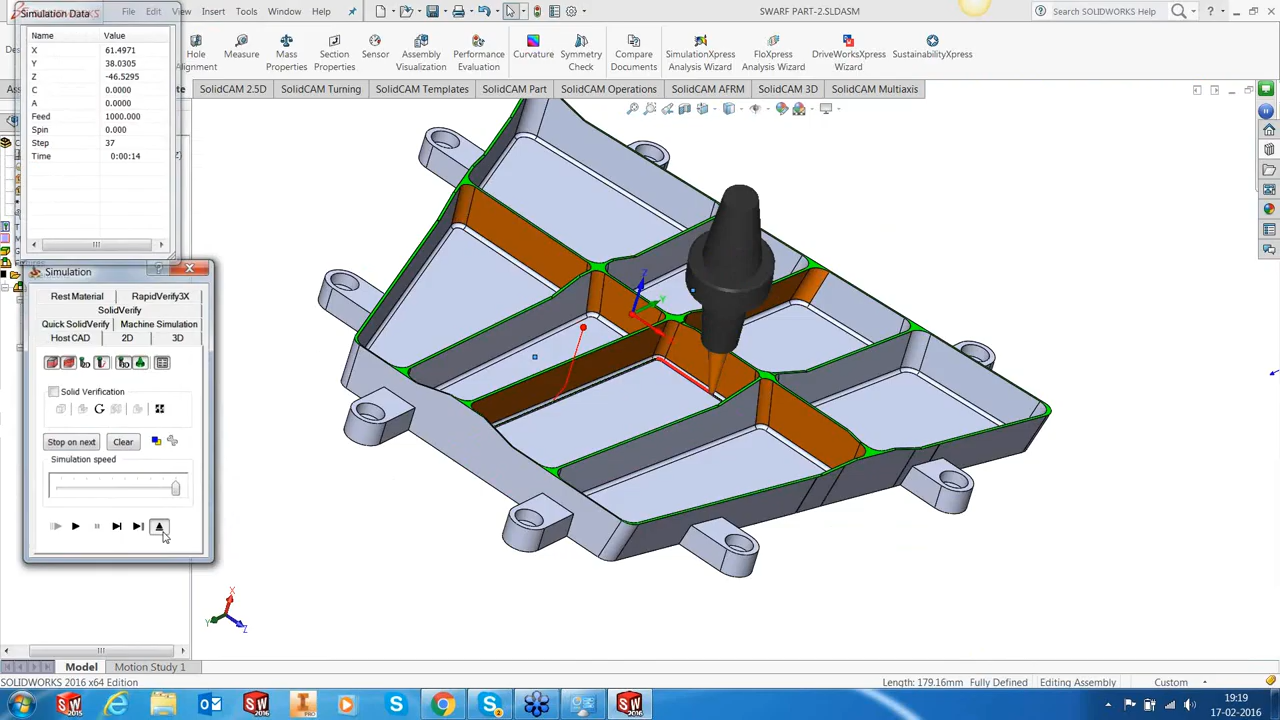 Simulation Data
File Edit Insert Tools Window Help
SWARF PART-2.SLDASM
Search SOLIDWORKS Help
Name Value
X 61.4971
Y 38.0305
Z -46.5295
C 0.0000
A 0.0000
Feed 1000.000
Spin 0.000
Step 37
Time 0:00:14
Hole Alignment
Measure
Mass Properties
Section Properties
Sensor
Assembly Visualization
Performance Evaluation
Curvature
Symmetry Check
Compare Documents
SimulationXpress Analysis Wizard
FloXpress Analysis Wizard
DriveWorksXpress Wizard
SustainabilityXpress
SolidCAM 2.5D SolidCAM Turning SolidCAM Templates SolidCAM Part SolidCAM Operations SolidCAM AFRM SolidCAM 3D SolidCAM Multiaxis
Z
Y
Simulation
Rest Material RapidVerify3X
SolidVerify
Quick SolidVerify Machine Simulation
Host CAD 2D 3D
Solid Verification
Stop on next Clear
Simulation speed
X
Y
Z
Model Motion Study 1
SOLIDWORKS 2016 x64 Edition
Length: 179.16mm Fully Defined Editing Assembly Custom
19:19
17-02-2016